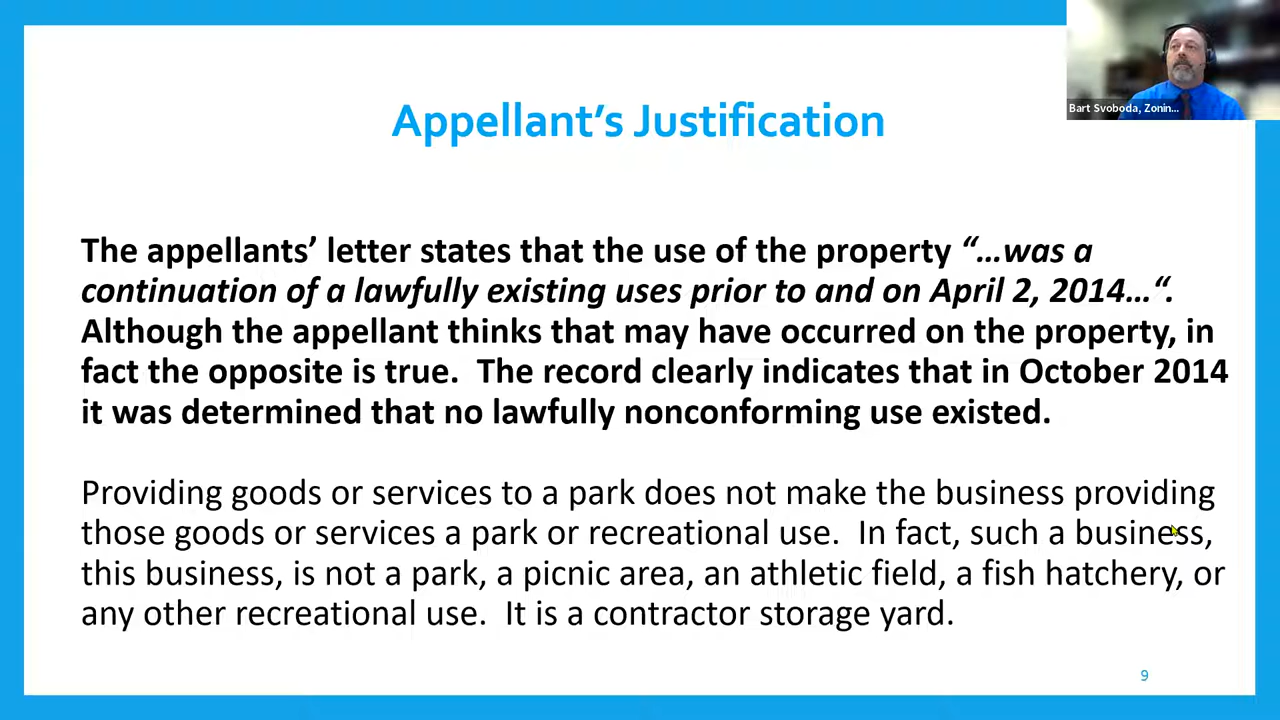 Bart Svoboda, Zonin...
Appellant's Justification
The appellants' letter states that the use of the property “…was a
continuation of a lawfully existing uses prior to and on April 2, 2014…“.
Although the appellant thinks that may have occurred on the property, in
fact the opposite is true.  The record clearly indicates that in October 2014
it was determined that no lawfully nonconforming use existed.
Providing goods or services to a park does not make the business providing
those goods or services a park or recreational use.  In fact, such a business,
this business, is not a park, a picnic area, an athletic field, a fish hatchery, or
any other recreational use.  It is a contractor storage yard.
9